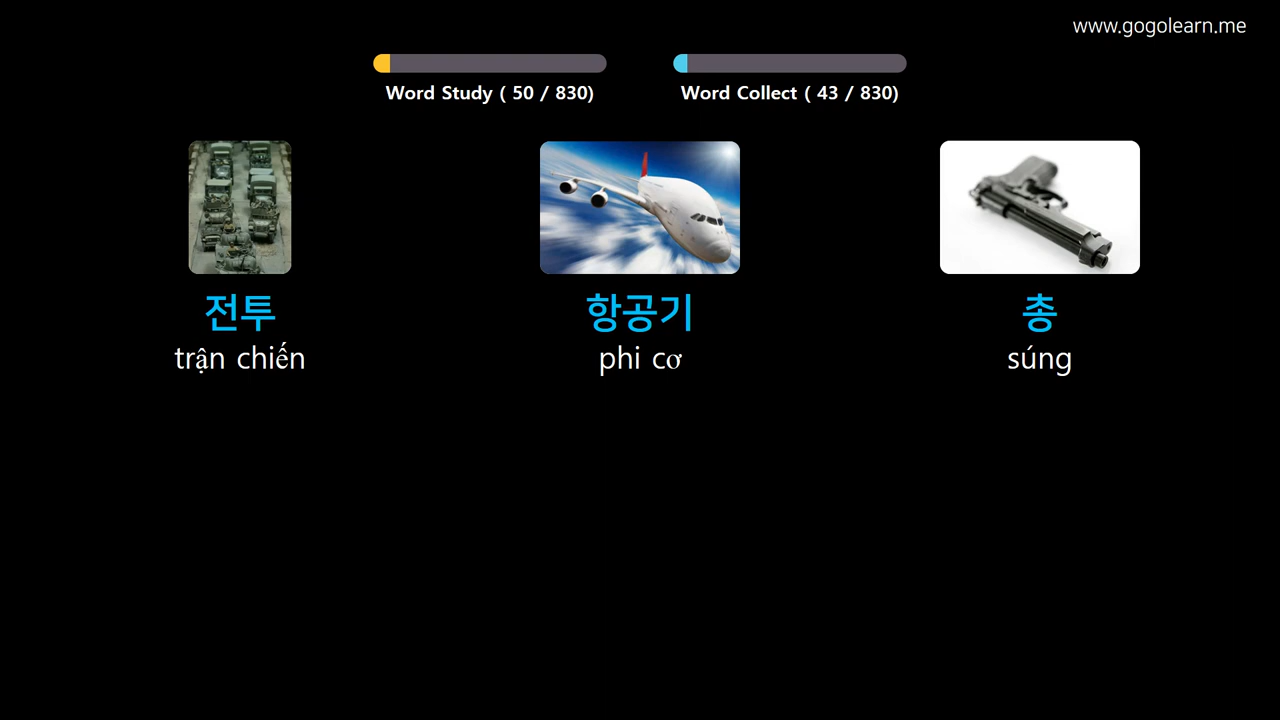 www.gogolearn.me
Word Study ( 50 / 830)
Word Collect ( 43 / 830)
전투
항공기
총
trận chiến
phi cơ
súng